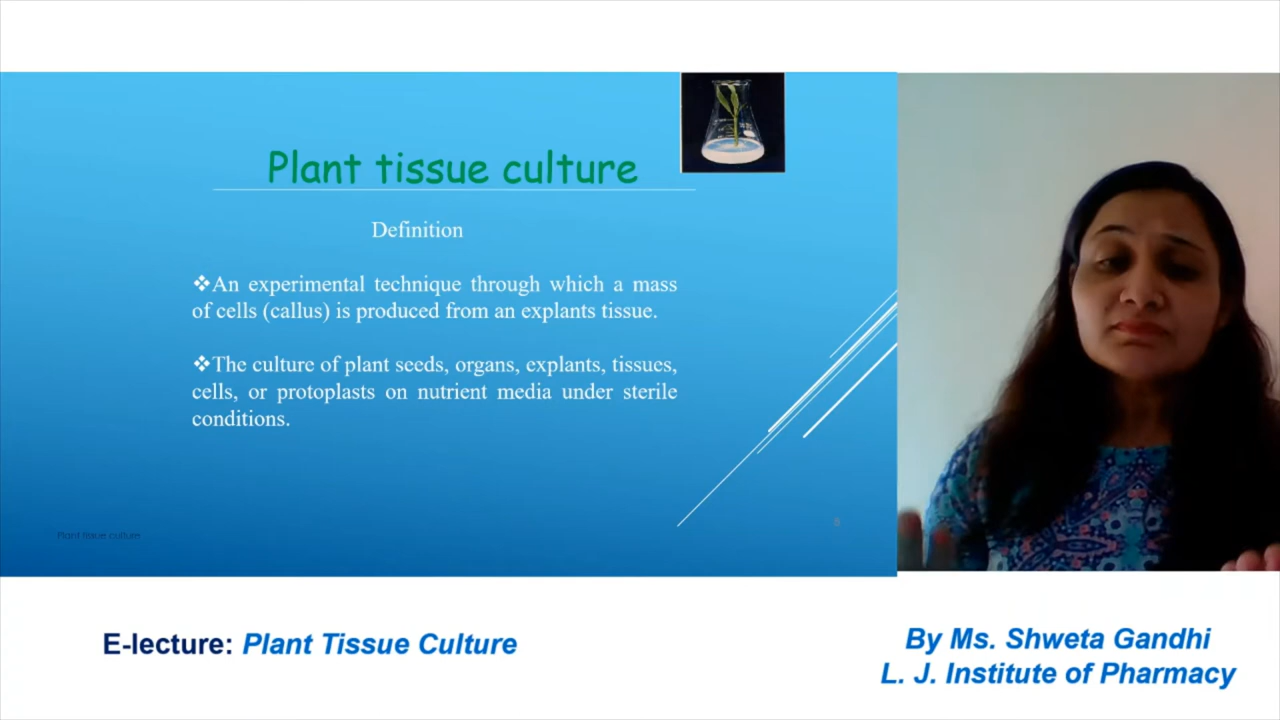 Plant tissue culture
Definition
❖An experimental technique through which a mass
of cells (callus) is produced from an explants tissue.
❖The culture of plant seeds, organs, explants, tissues,
cells, or protoplasts on nutrient media under sterile
conditions.
Plant tissue culture
E-lecture: Plant Tissue Culture
By Ms. Shweta Gandhi
L. J. Institute of Pharmacy